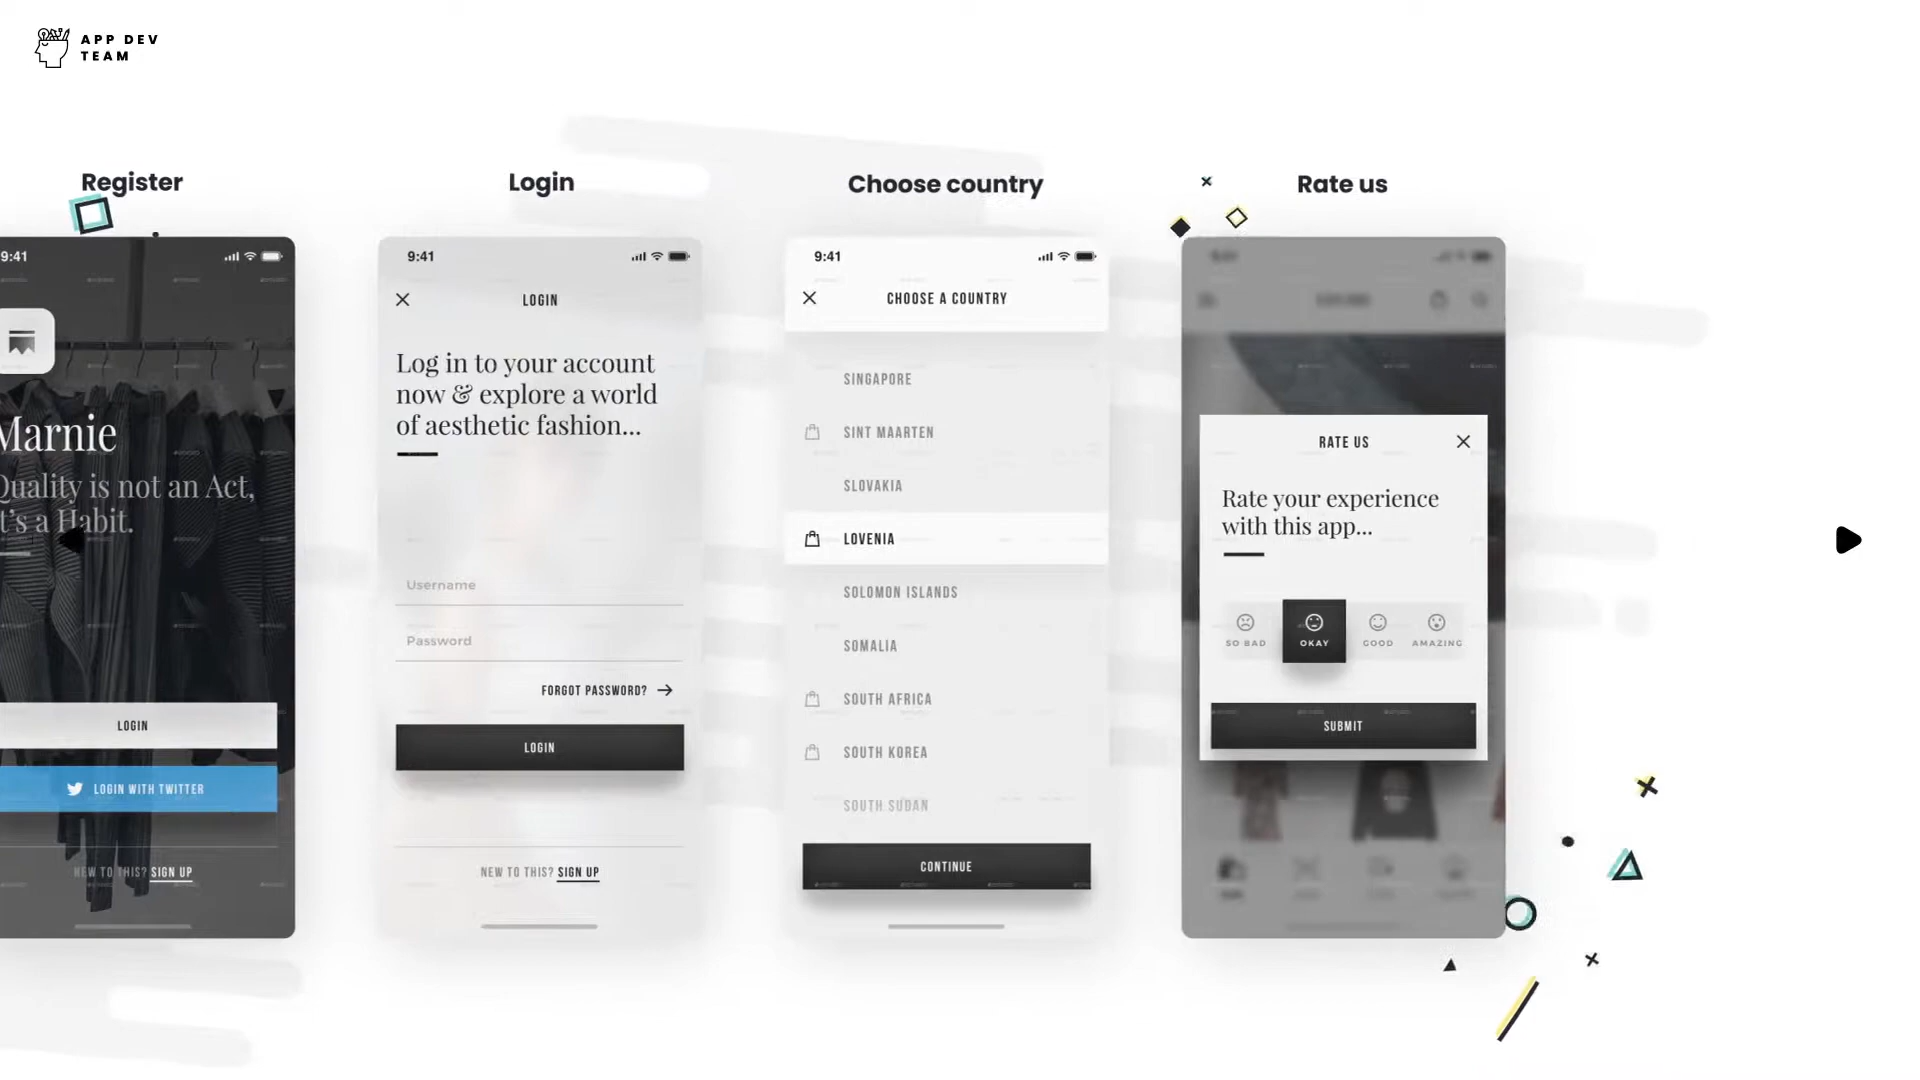 APP DEV
TEAM
Register
Login
Choose country
Rate us
9:41
Marnie
Quality is not an Act,
it's a Habit.
LOGIN
LOGIN WITH TWITTER
NEW TO THIS? SIGN UP
9:41
LOGIN
Log in to your account
now & explore a world
of aesthetic fashion...
Username
Password
FORGOT PASSWORD?
LOGIN
NEW TO THIS? SIGN UP
9:41
CHOOSE A COUNTRY
SINGAPORE
SINT MAARTEN
SLOVAKIA
LOVENIA
SOLOMON ISLANDS
SOMALIA
SOUTH AFRICA
SOUTH KOREA
SOUTH SUDAN
CONTINUE
RATE US
Rate your experience
with this app...
SO BAD
OKAY
GOOD
AMAZING
SUBMIT